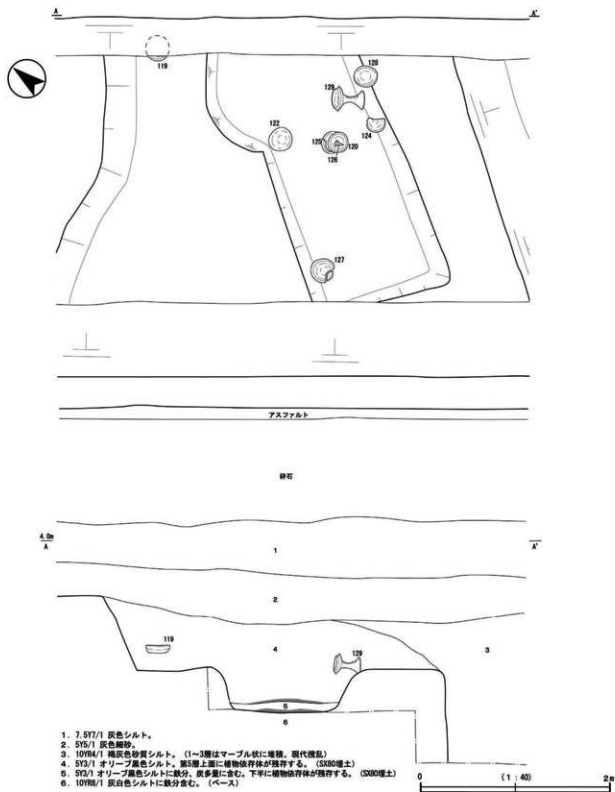 A
A'
119
128
129
124
122
125
120
126
127
アスファルト
砕石
4.0m
A
A'
1
2
119
4
129
3
5
6
1. 7.5Y7/1 灰色シルト。
2. 5Y5/1 灰色細砂。
3. 10YR4/1 褐灰色砂質シルト。(1~3層はマーブル状に堆積、現代攪乱)
4. 5Y3/1 オリーブ黒色シルト。第5層上面に植物依存体が残存する。(SX80埋土)
5. 5Y3/1 オリーブ黒色シルトに鉄分、炭多量に含む。下半に植物依存体が残存する。(SX80埋土)
6. 10YR8/1 灰白色シルトに鉄分含む。(ベース)
0
(1:40)
2m